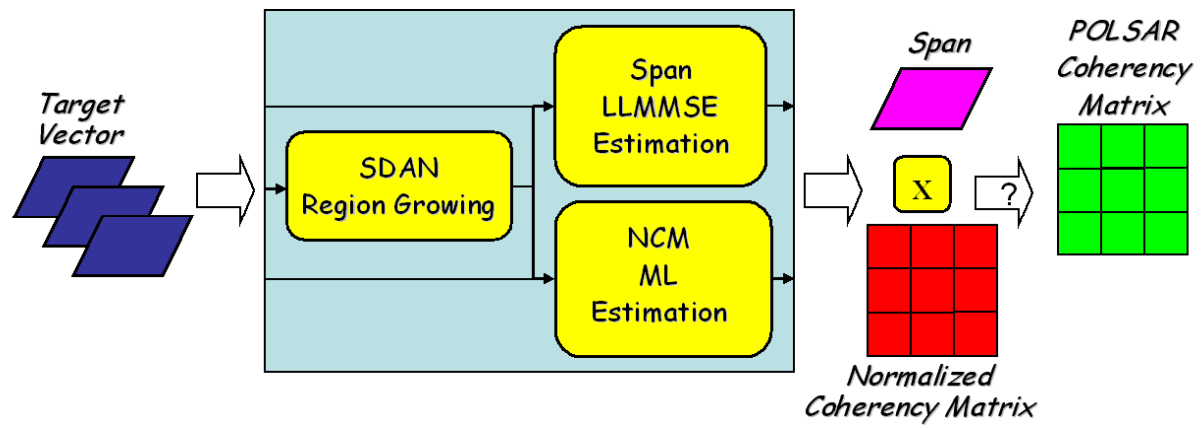 Target
Vector
SDAN
Region Growing
Span
LLMMSE
Estimation
NCM
ML
Estimation
Span
x
Normalized
Coherency Matrix
?
POLSAR
Coherency
Matrix